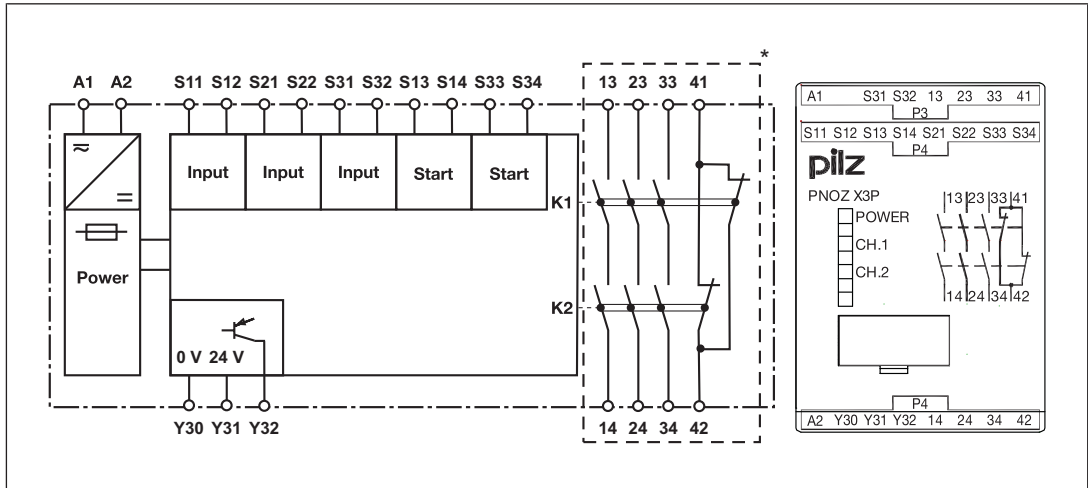 *
A1 A2 S11 S12 S21 S22 S31 S32 S13 S14 S33 S34 13 23 33 41
Input Input Input Start Start
K1
Power
K2
0 V 24 V
Y30 Y31 Y32 14 24 34 42
A1 S31 S32 13 23 33 41
P3
S11 S12 S13 S14 S21 S22 S33 S34
P4
pilz
PNOZ X3P
13 23 33 41
POWER
CH.1
CH.2
14 24 34 42
P4
A2 Y30 Y31 Y32 14 24 34 42